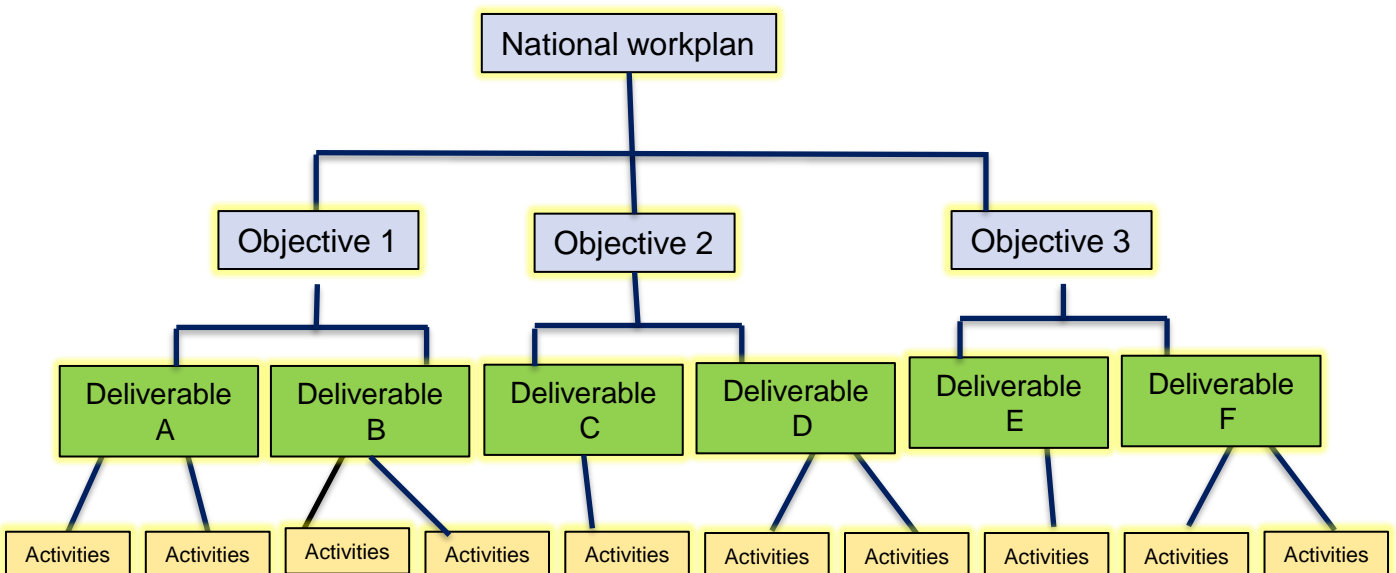 National workplan
Objective 1
Objective 2
Objective 3
Deliverable
A
Deliverable
B
Deliverable
C
Deliverable
D
Deliverable
E
Deliverable
F
Activities
Activities
Activities
Activities
Activities
Activities
Activities
Activities
Activities
Activities